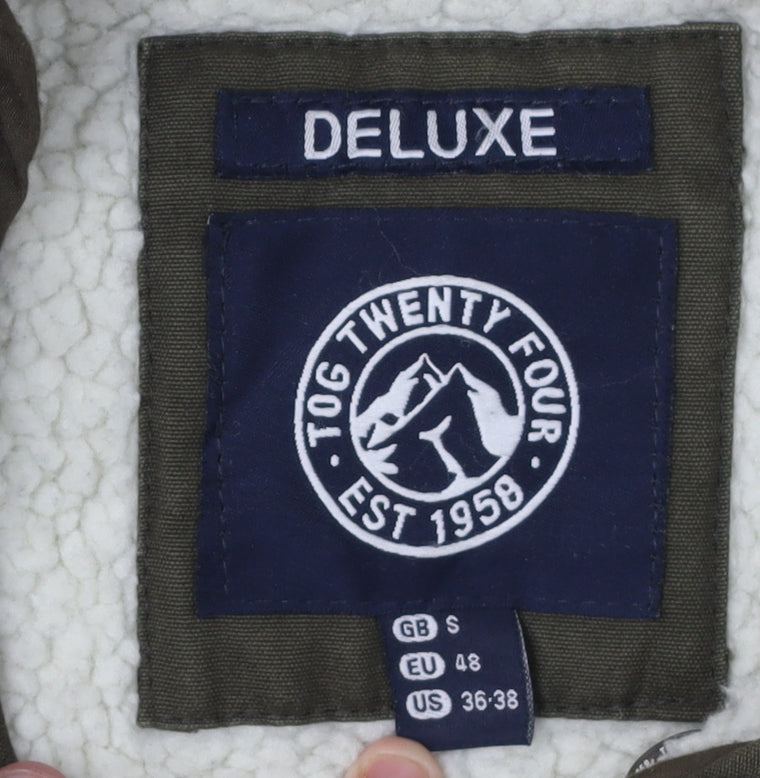 DELUXE
TOG TWENTY FOUR
EST 1958
GB S
EU 48
US 36-38